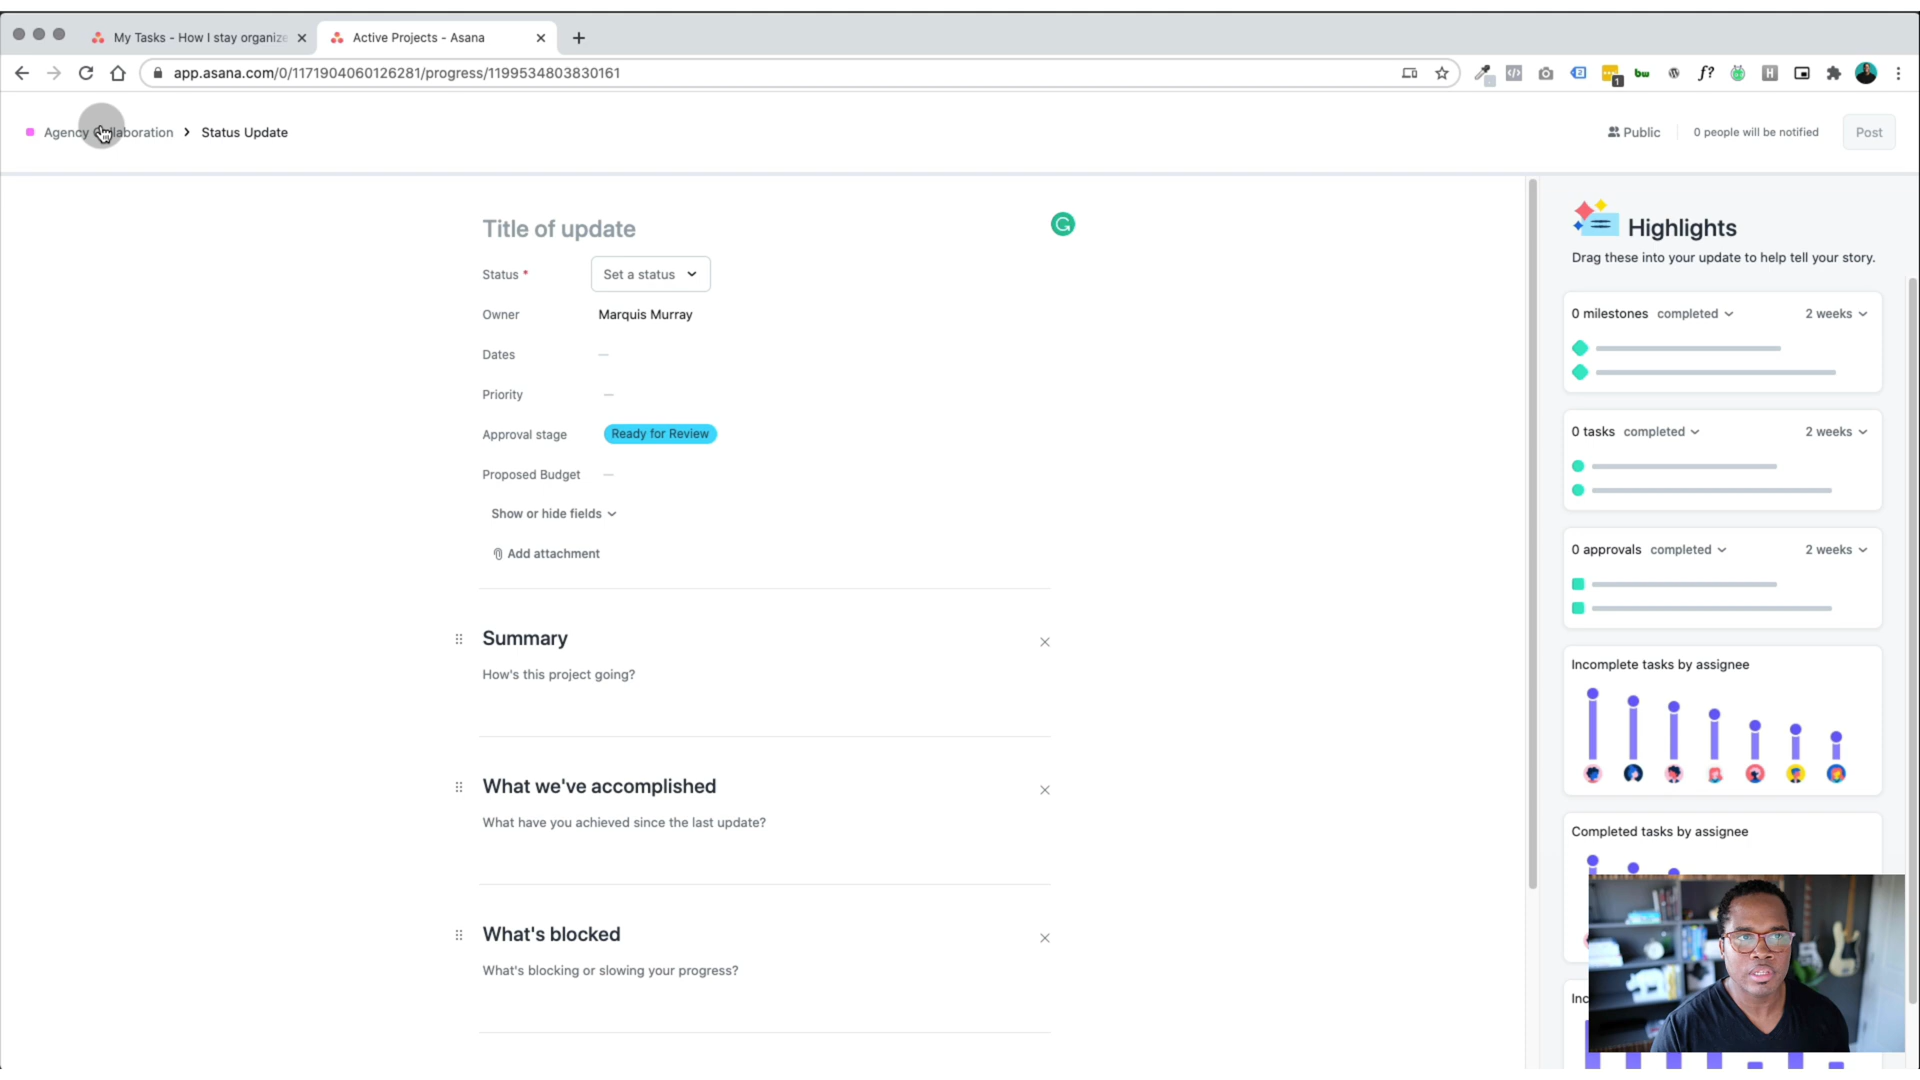 My Tasks - How I stay organize
Active Projects - Asana
app.asana.com/0/1171904060126281/progress/1199534803830161
Agency Collaboration > Status Update
Public
0 people will be notified
Post
Title of update
Status *
Set a status
Owner
Marquis Murray
Dates
—
Priority
—
Approval stage
Ready for Review
Proposed Budget
—
Show or hide fields
Add attachment
Summary
How's this project going?
What we've accomplished
What have you achieved since the last update?
What's blocked
What's blocking or slowing your progress?
Highlights
Drag these into your update to help tell your story.
0 milestones completed
2 weeks
0 tasks completed
2 weeks
0 approvals completed
2 weeks
Incomplete tasks by assignee
Completed tasks by assignee
Inc